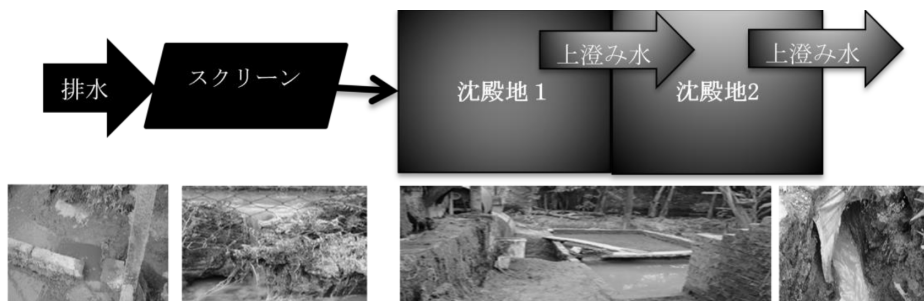 排水
スクリーン
沈殿地1
上澄み水
沈殿地2
上澄み水